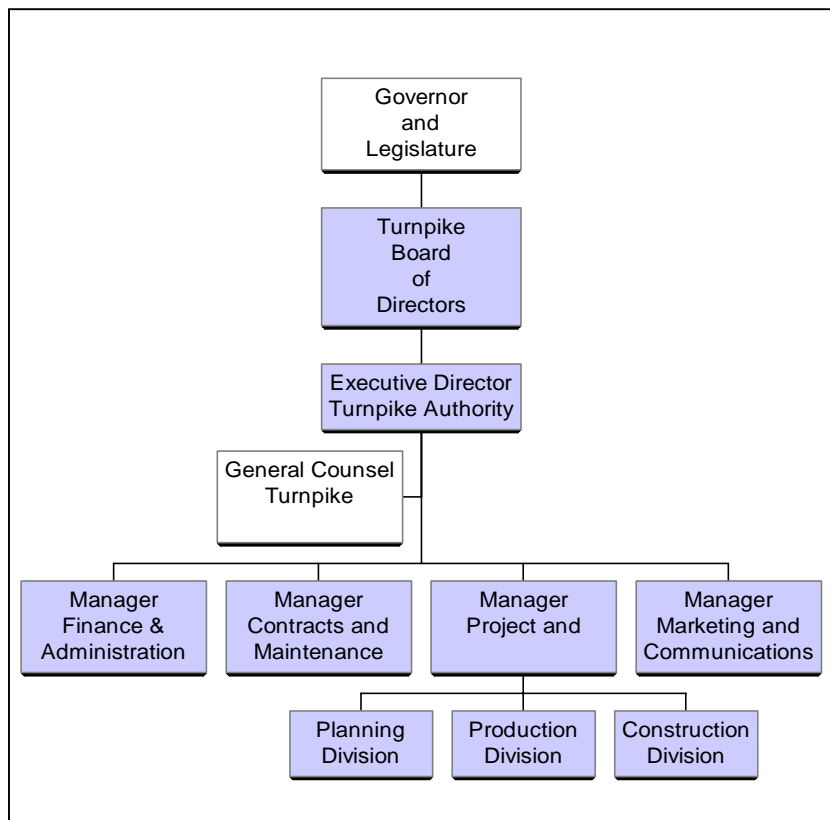 Governor
and
Legislature
Turnpike
Board
of
Directors
Executive Director
Turnpike Authority
General Counsel
Turnpike
Manager
Finance &
Administration
Manager
Contracts and
Maintenance
Manager
Project and
Manager
Marketing and
Communications
Planning
Division
Production
Division
Construction
Division